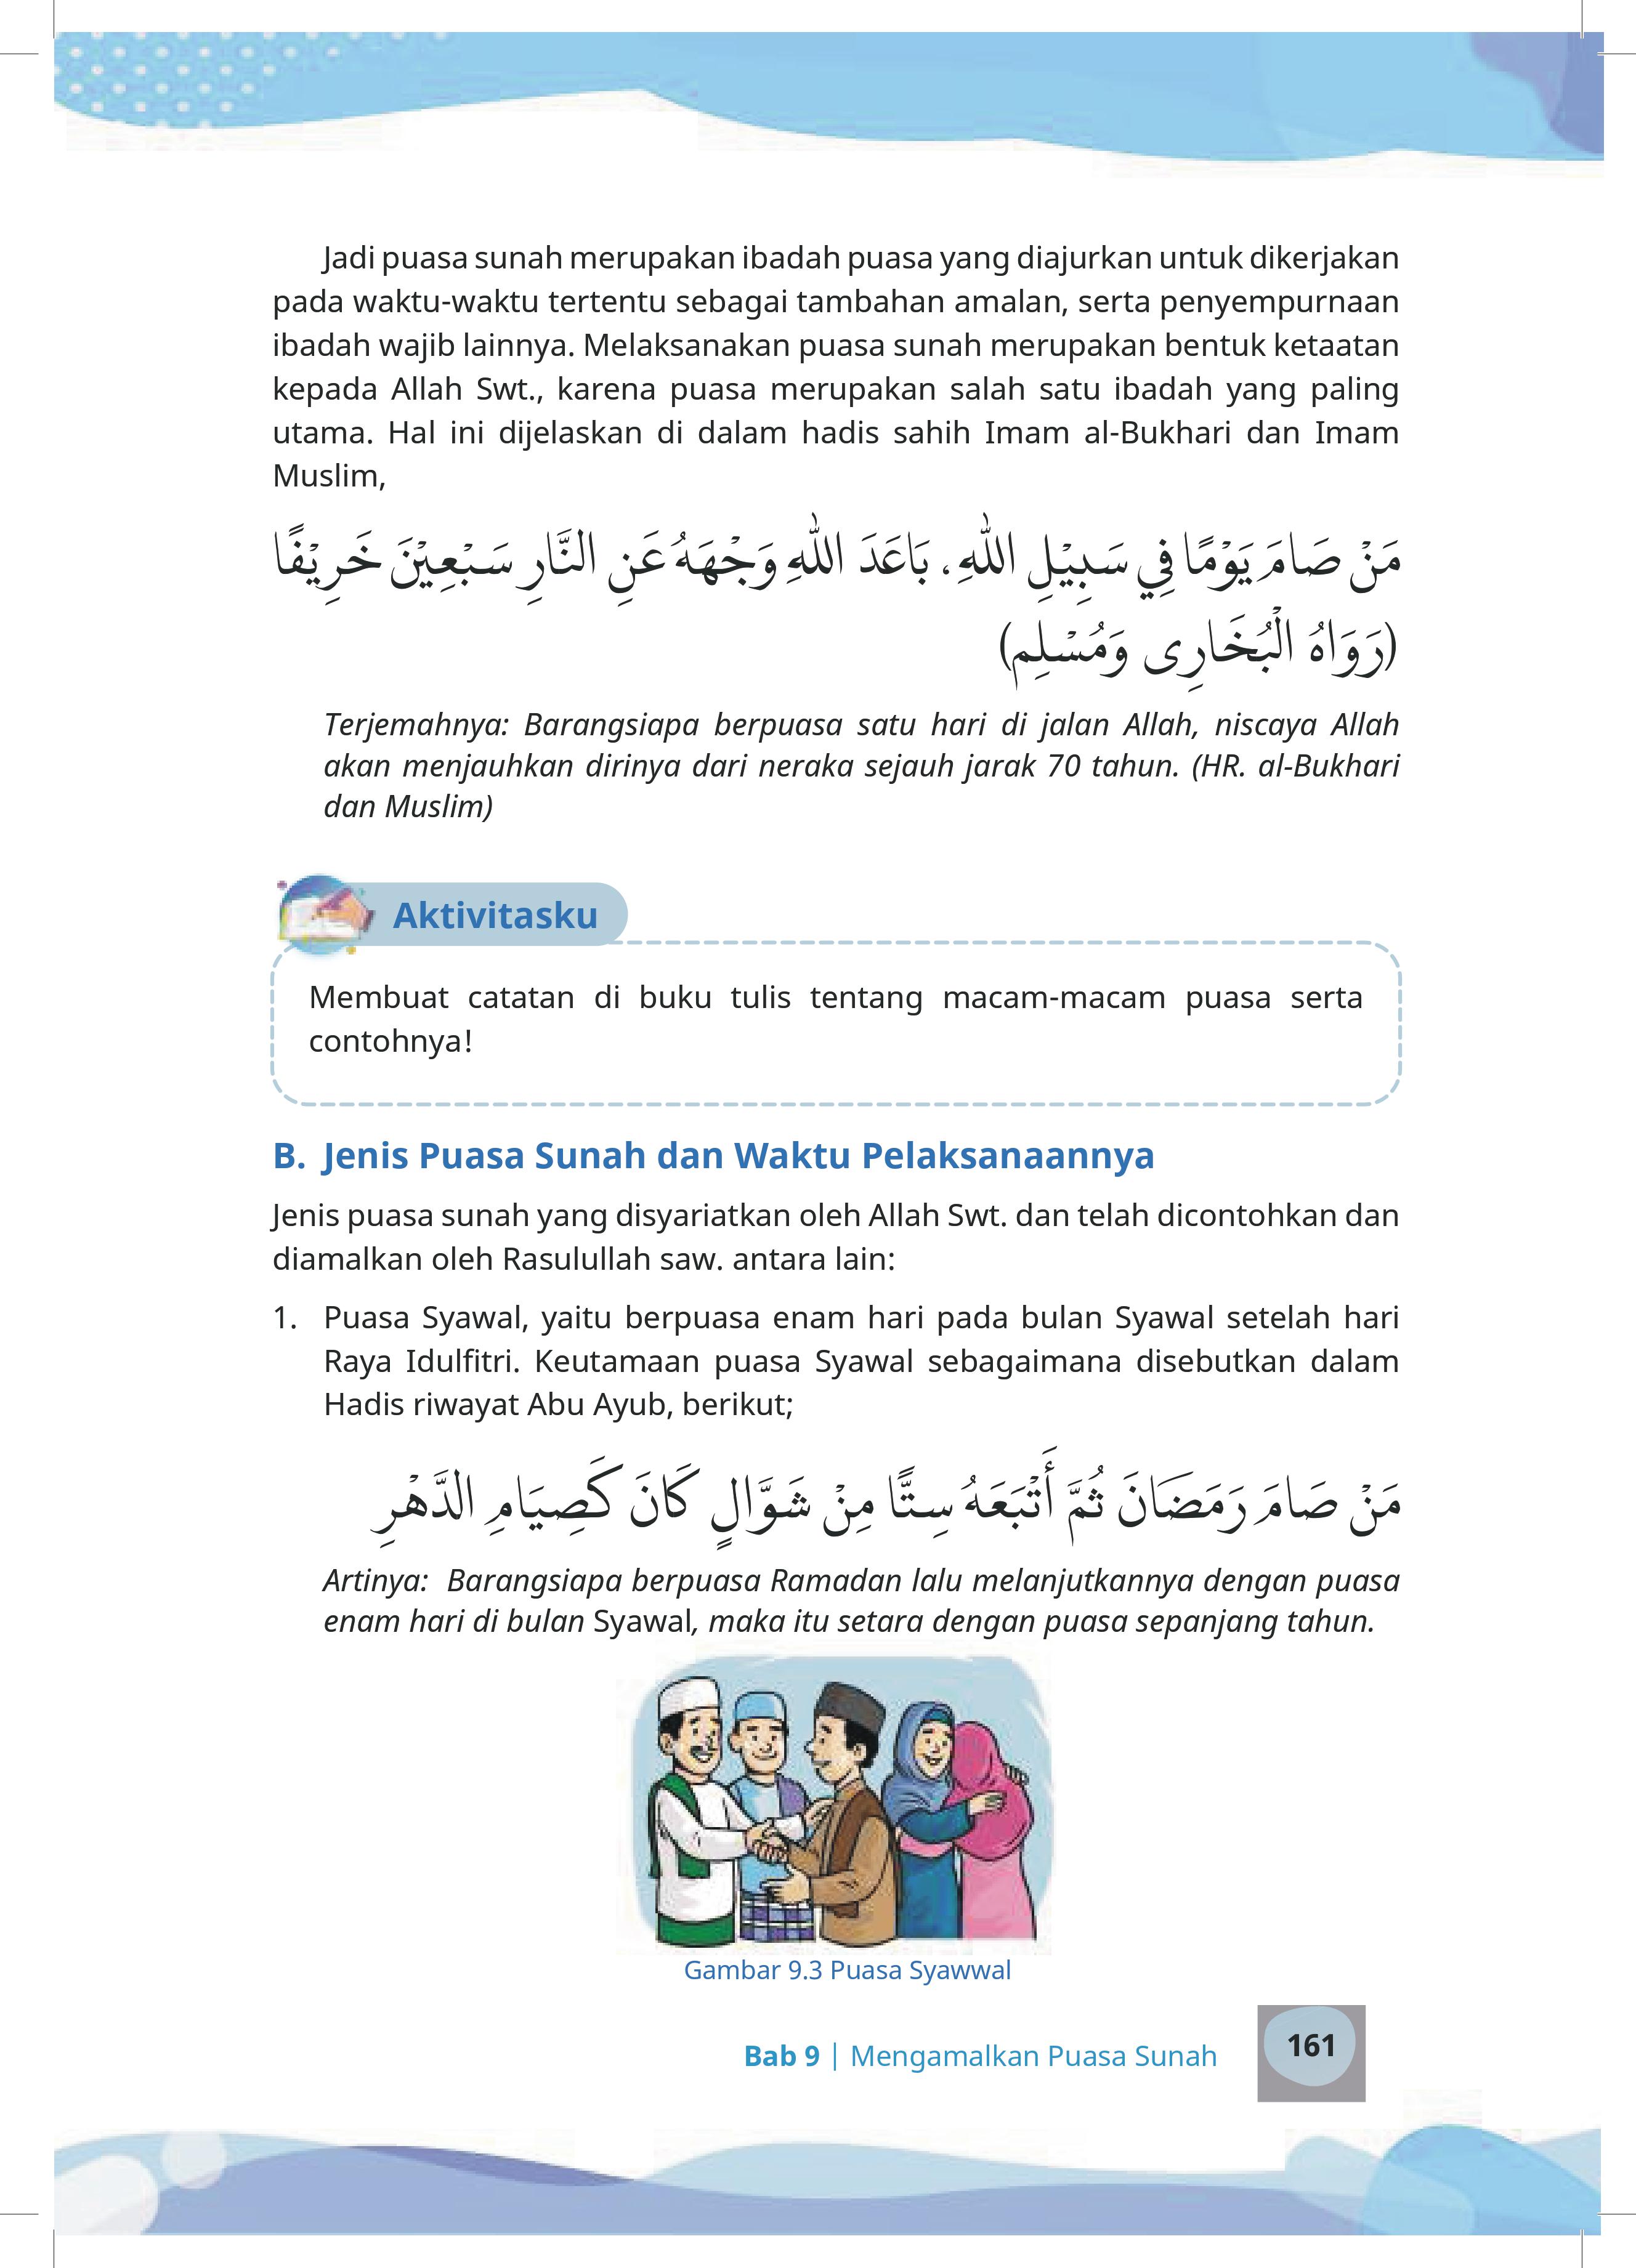 Jadi puasa sunah merupakan ibadah puasa yang diajurkan untuk dikerjakan
pada waktu-waktu tertentu sebagai tambahan amalan, serta penyempurnaan
ibadah wajib lainnya. Melaksanakan puasa sunah merupakan bentuk ketaatan
kepada Allah Swt., karena puasa merupakan salah satu ibadah yang paling
utama. Hal ini dijelaskan di dalam hadis sahih Imam al-Bukhari dan Imam
Muslim,
مَنْ صَامَ يَوْمًا فِي سَبِيْلِ اللهِ، بَاعَدَ اللهِ وَجْهَهُ عَنِ النَّارِ سَبْعِيْنَ خَرِيْفًا
(رَوَاهُ الْبُخَارِى وَمُسْلِم)
Terjemahnya: Barangsiapa berpuasa satu hari di jalan Allah, niscaya Allah
akan menjauhkan dirinya dari neraka sejauh jarak 70 tahun. (HR. al-Bukhari
dan Muslim)
Aktivitasku
Membuat catatan di buku tulis tentang macam-macam puasa serta
contohnya!
B. Jenis Puasa Sunah dan Waktu Pelaksanaannya
Jenis puasa sunah yang disyariatkan oleh Allah Swt. dan telah dicontohkan dan
diamalkan oleh Rasulullah saw. antara lain:
1. Puasa Syawal, yaitu berpuasa enam hari pada bulan Syawal setelah hari
Raya Idulfitri. Keutamaan puasa Syawal sebagaimana disebutkan dalam
Hadis riwayat Abu Ayub, berikut;
مَنْ صَامَ رَمَضَانَ ثُمَّ أَتْبَعَهُ سِتًّا مِنْ شَوَّالٍ كَانَ كَصِيَامِ الدَّهْرِ
Artinya: Barangsiapa berpuasa Ramadan lalu melanjutkannya dengan puasa
enam hari di bulan Syawal, maka itu setara dengan puasa sepanjang tahun.
Gambar 9.3 Puasa Syawwal
Bab 9 | Mengamalkan Puasa Sunah
161